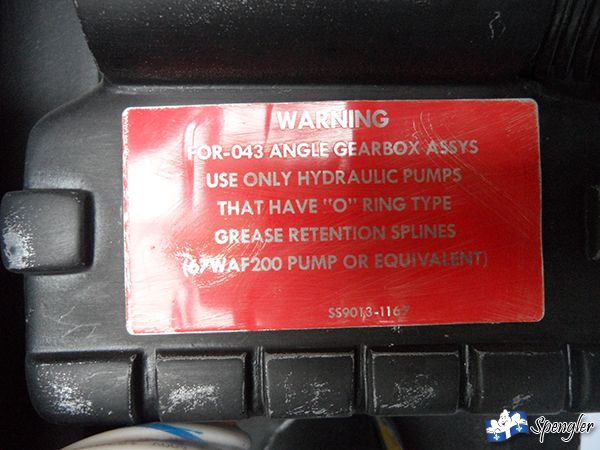 WARNING
FOR-043 ANGLE GEARBOX ASSYS
USE ONLY HYDRAULIC PUMPS
THAT HAVE "O" RING TYPE
GREASE RETENTION SPLINES
(67WAF200 PUMP OR EQUIVALENT)
SS9013-1167
Spengler